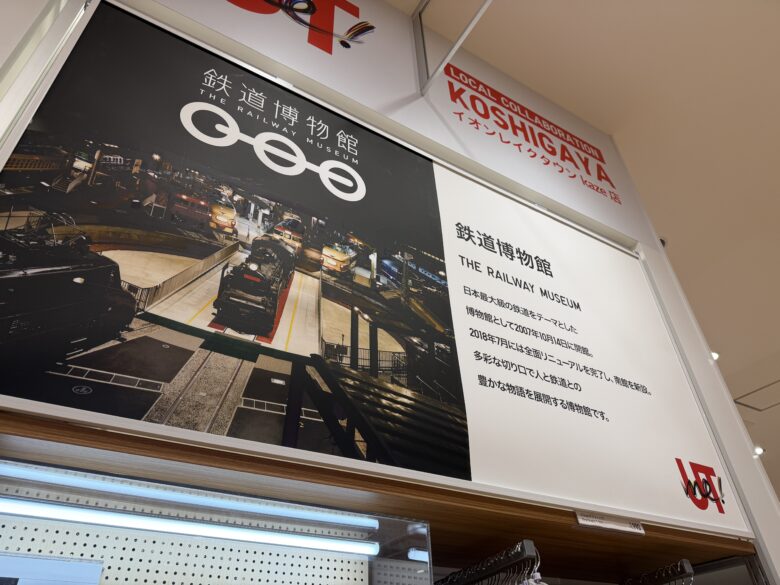 UT me!
LOCAL COLLABORATION
KOSHIGAYA
イオンレイクタウン kaze 店
鉄道博物館
THE RAILWAY MUSEUM
鉄道博物館
THE RAILWAY MUSEUM
日本最大級の鉄道をテーマとした
博物館として2007年10月14日に開館。
2018年7月には全面リニューアルを完了し、南館を新設。
多彩な切り口で人と鉄道との
豊かな物語を展開する博物館です。
UT me!